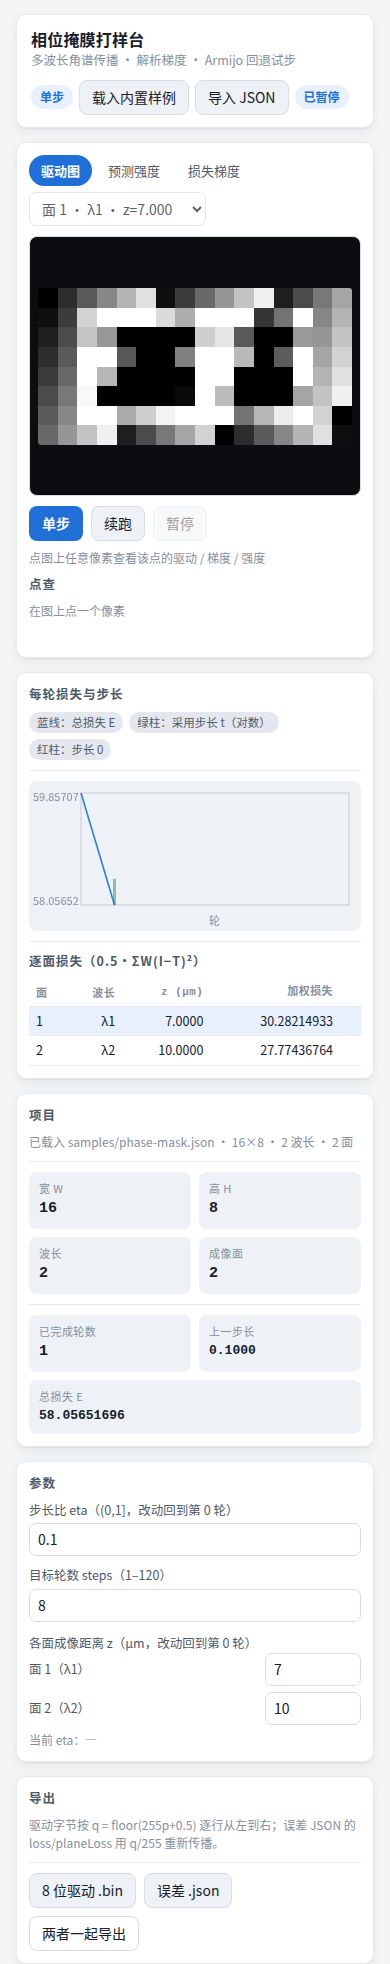 相位掩膜打样台
多波长角谱传播 · 解析梯度 · Armijo 回退试步
单步 载入内置样例 导入 JSON 已暂停
驱动图 预测强度 损失梯度
面 1 · λ1 · z=7.000
单步 续跑 暂停
点图上任意像素查看该点的驱动 / 梯度 / 强度
点查
在图上点一个像素
每轮损失与步长
蓝线：总损失 E 绿柱：采用步长 t（对数）
红柱：步长 0
59.85707
58.05652
轮
逐面损失（0.5·ΣW(I−T)²）
面 波长 z (μm) 加权损失
1 λ1 7.0000 30.28214933
2 λ2 10.0000 27.77436764
项目
已载入 samples/phase-mask.json · 16×8 · 2 波长 · 2 面
宽 W 高 H
16 8
波长 成像面
2 2
已完成轮数 上一步长
1 0.1000
总损失 E
58.05651696
参数
步长比 eta（(0,1]，改动回到第 0 轮）
0.1
目标轮数 steps（1–120）
8
各面成像距离 z（μm，改动回到第 0 轮）
面 1（λ1） 7
面 2（λ2） 10
当前 eta：—
导出
驱动字节按 q = floor(255p+0.5) 逐行从左到右；误差 JSON 的
loss/planeLoss 用 q/255 重新传播。
8 位驱动 .bin 误差 .json
两者一起导出